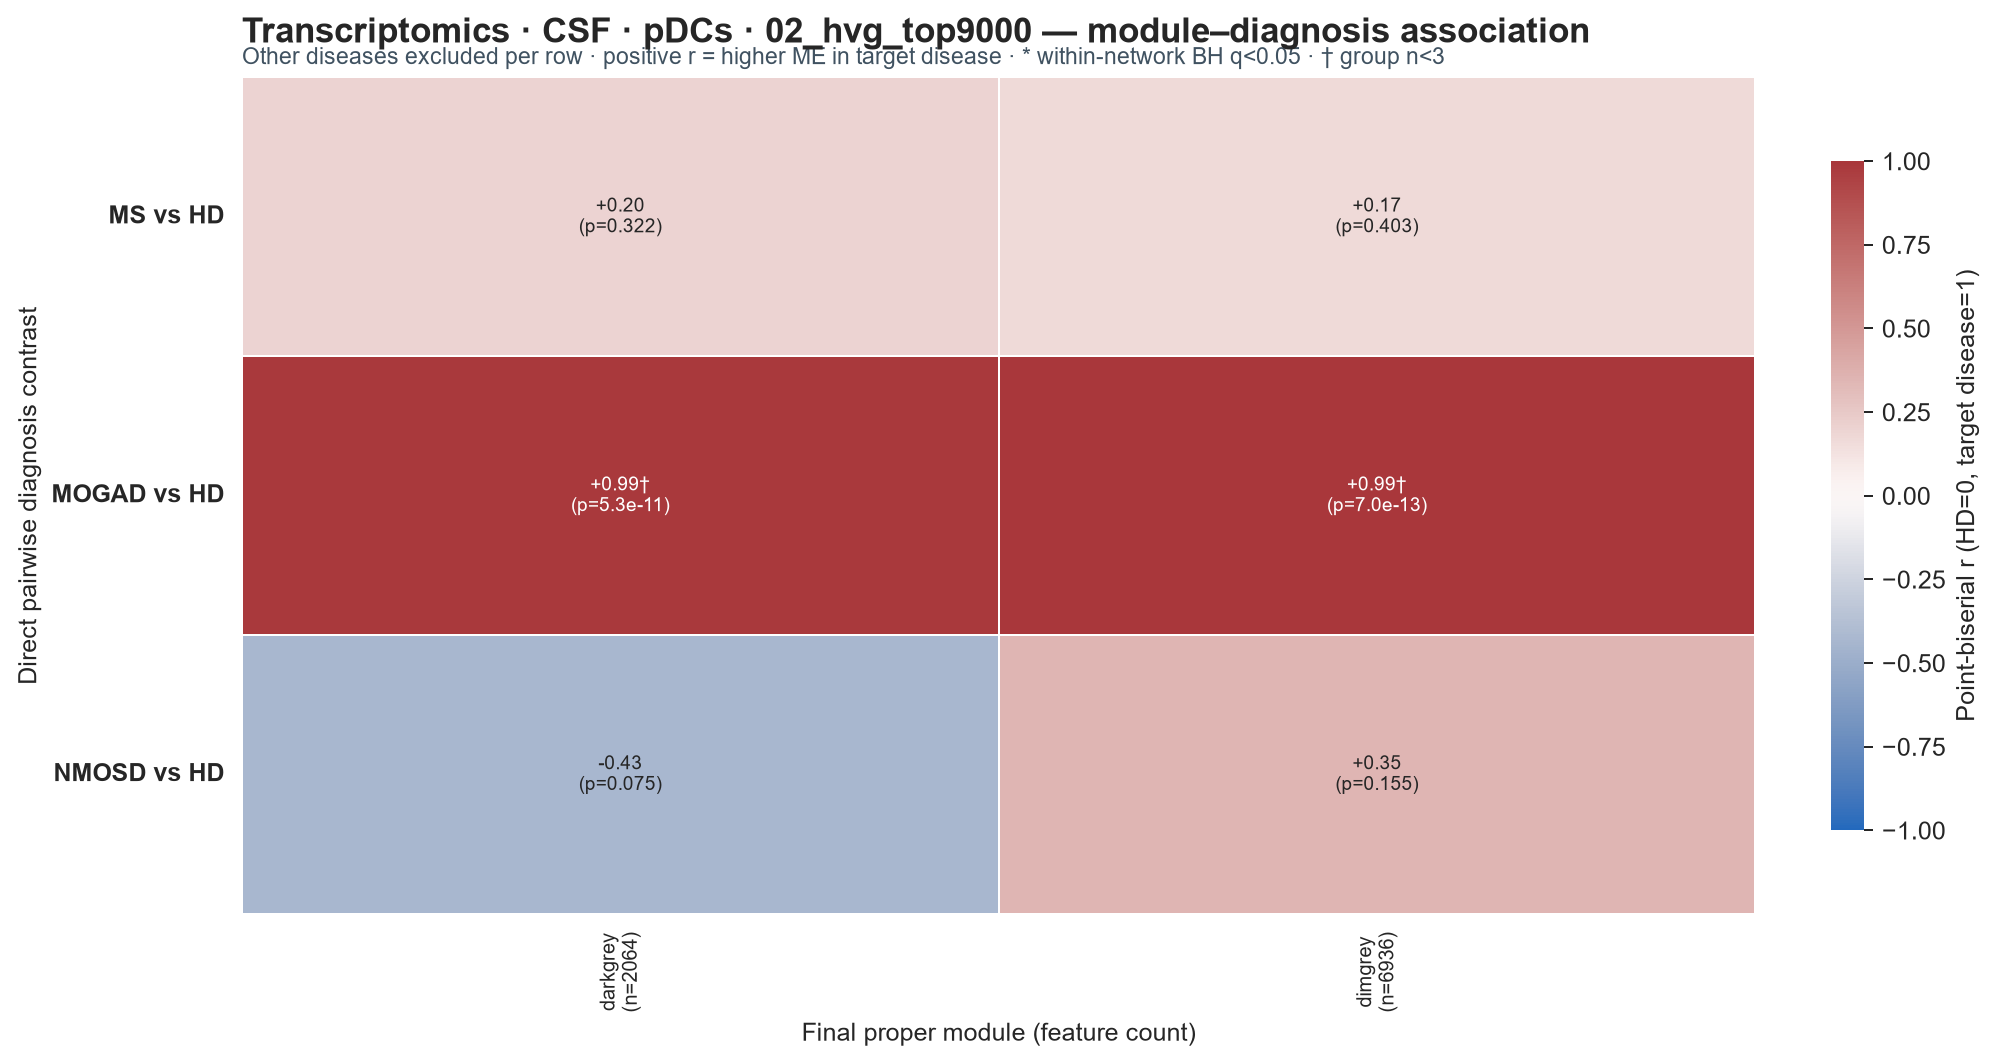 Transcriptomics · CSF · pDCs · 02_hvg_top9000 — module–diagnosis association
Other diseases excluded per row · positive r = higher ME in target disease · * within-network BH q<0.05 · † group n<3
Direct pairwise diagnosis contrast
MS vs HD
+0.20
(p=0.322)
+0.17
(p=0.403)
MOGAD vs HD
+0.99†
(p=5.3e-11)
+0.99†
(p=7.0e-13)
NMOSD vs HD
-0.43
(p=0.075)
+0.35
(p=0.155)
darkgrey
(n=2064)
dimgrey
(n=6936)
Final proper module (feature count)
1.00
0.75
0.50
0.25
0.00
−0.25
−0.50
−0.75
−1.00
Point-biserial r (HD=0, target disease=1)